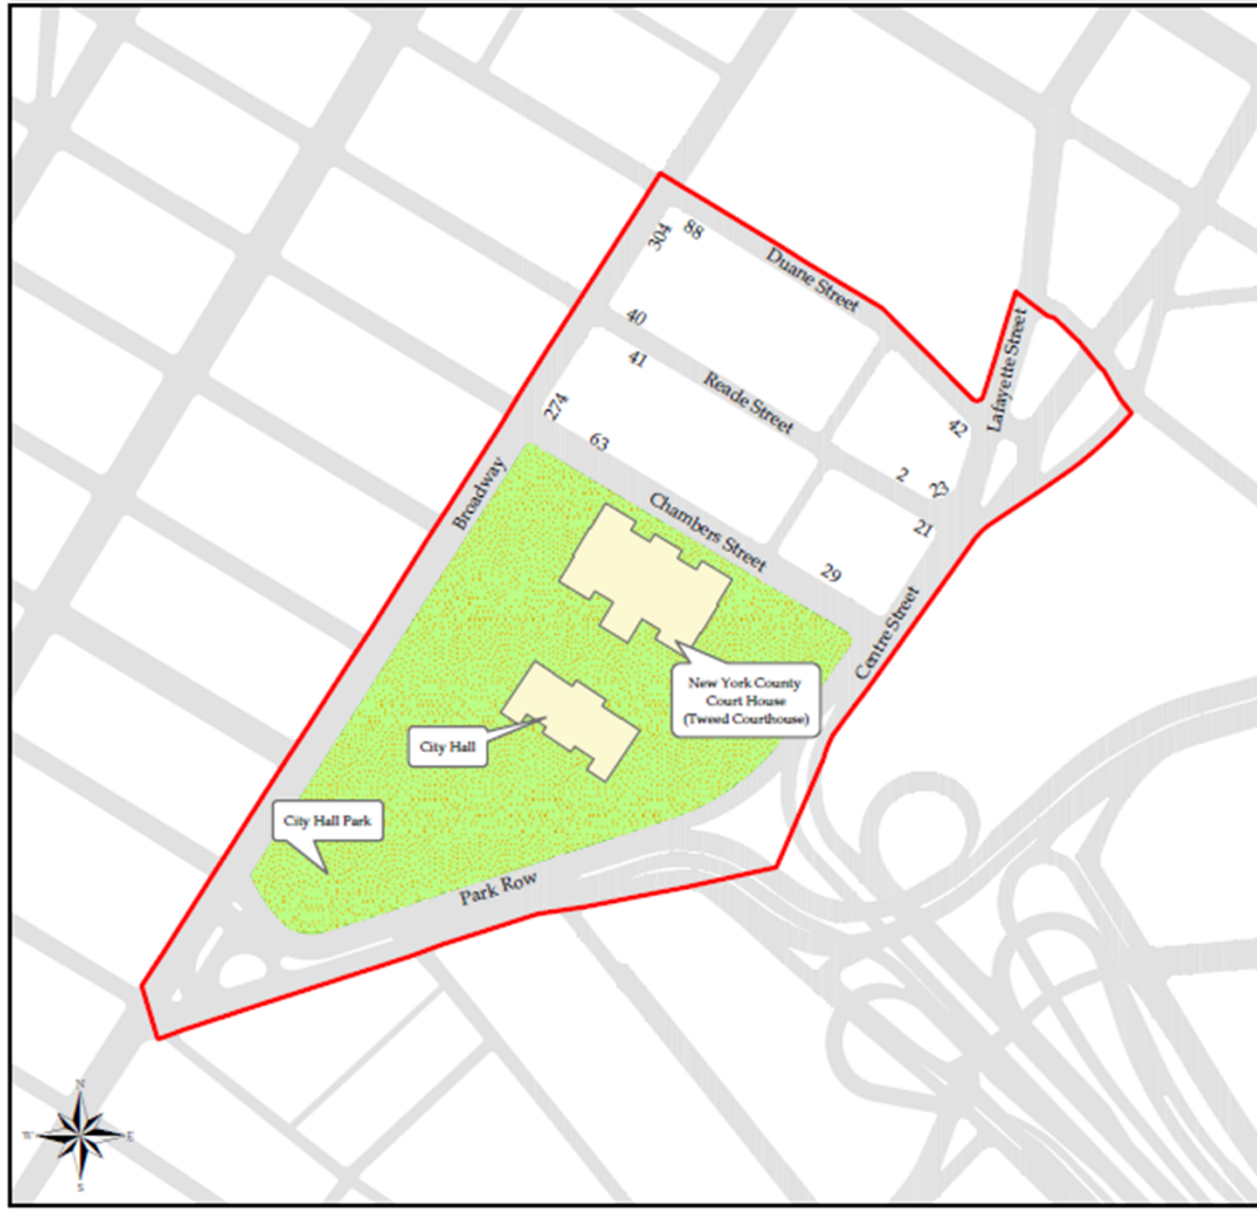 88
304
Duane Street
40
41
Reade Street
Lafayette Street
274
63
42
2
23
21
Broadway
Chambers Street
29
Centre Street
New York County
Court House
(Tweed Courthouse)
City Hall
City Hall Park
Park Row
N
W
E
S